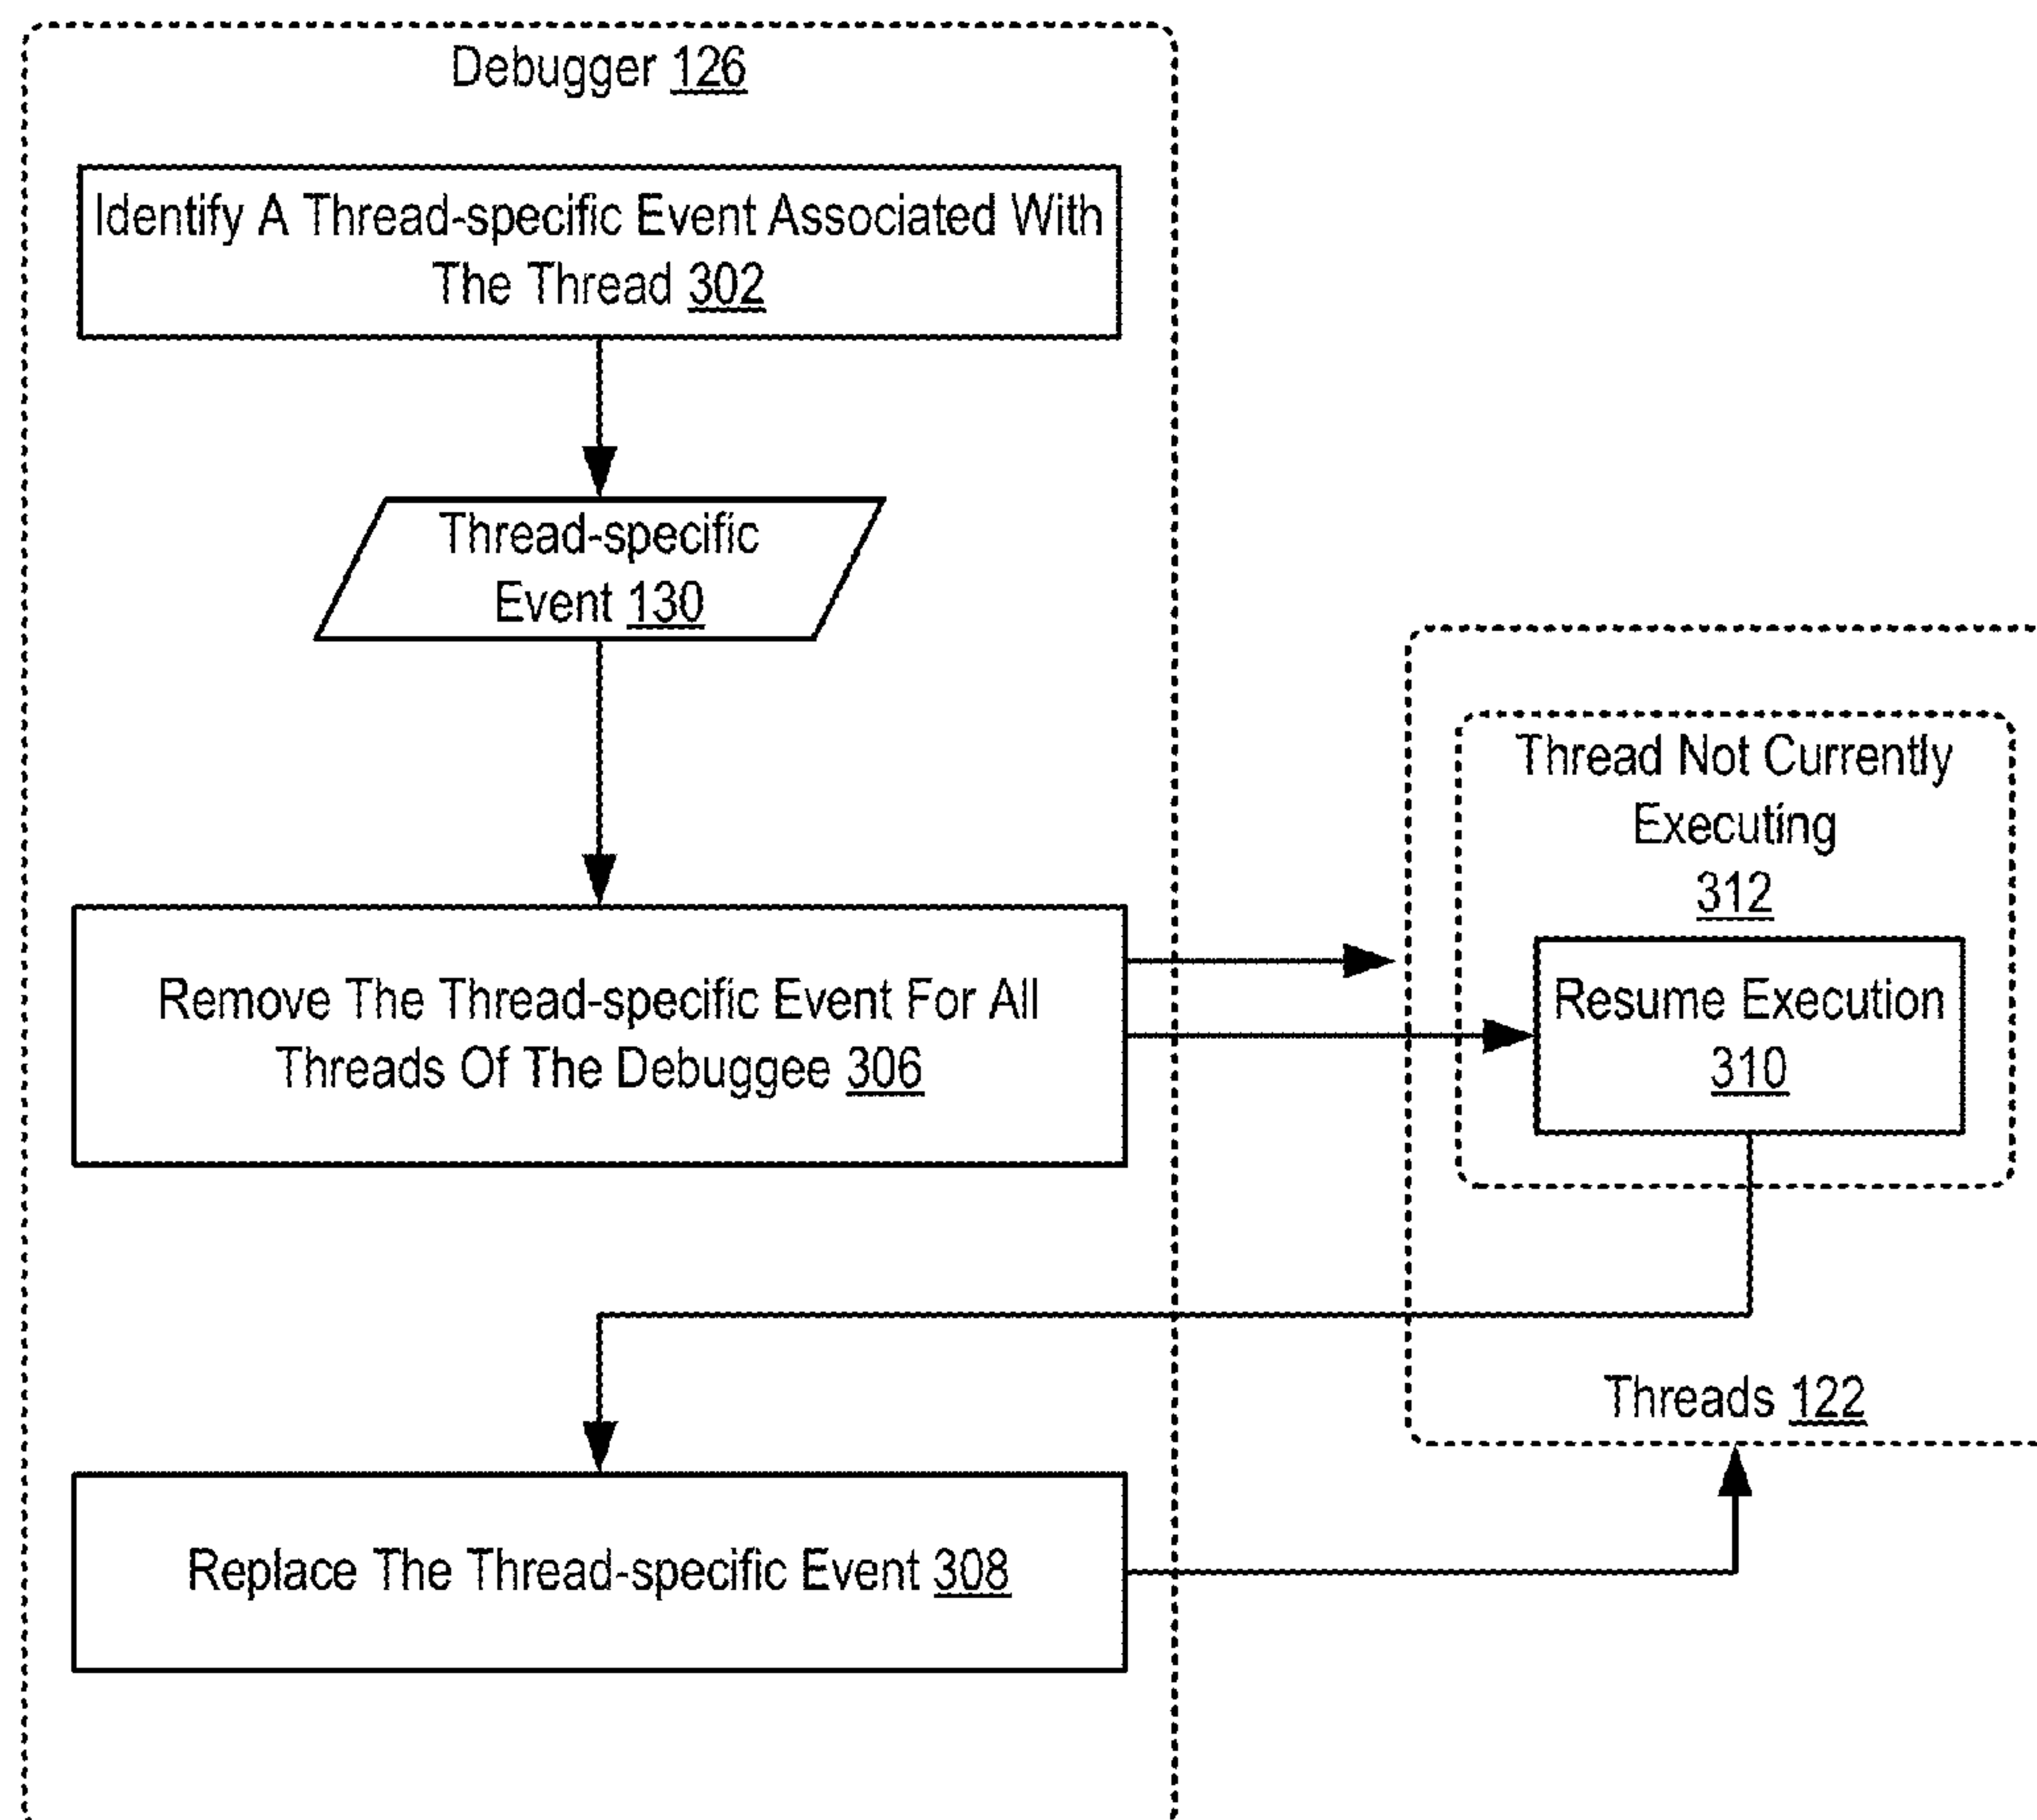 Debugger 126
Identify A Thread-specific Event Associated With
The Thread 302
Thread-specific
Event 130
Remove The Thread-specific Event For All
Threads Of The Debuggee 306
Thread Not Currently
Executing
312
Resume Execution
310
Threads 122
Replace The Thread-specific Event 308